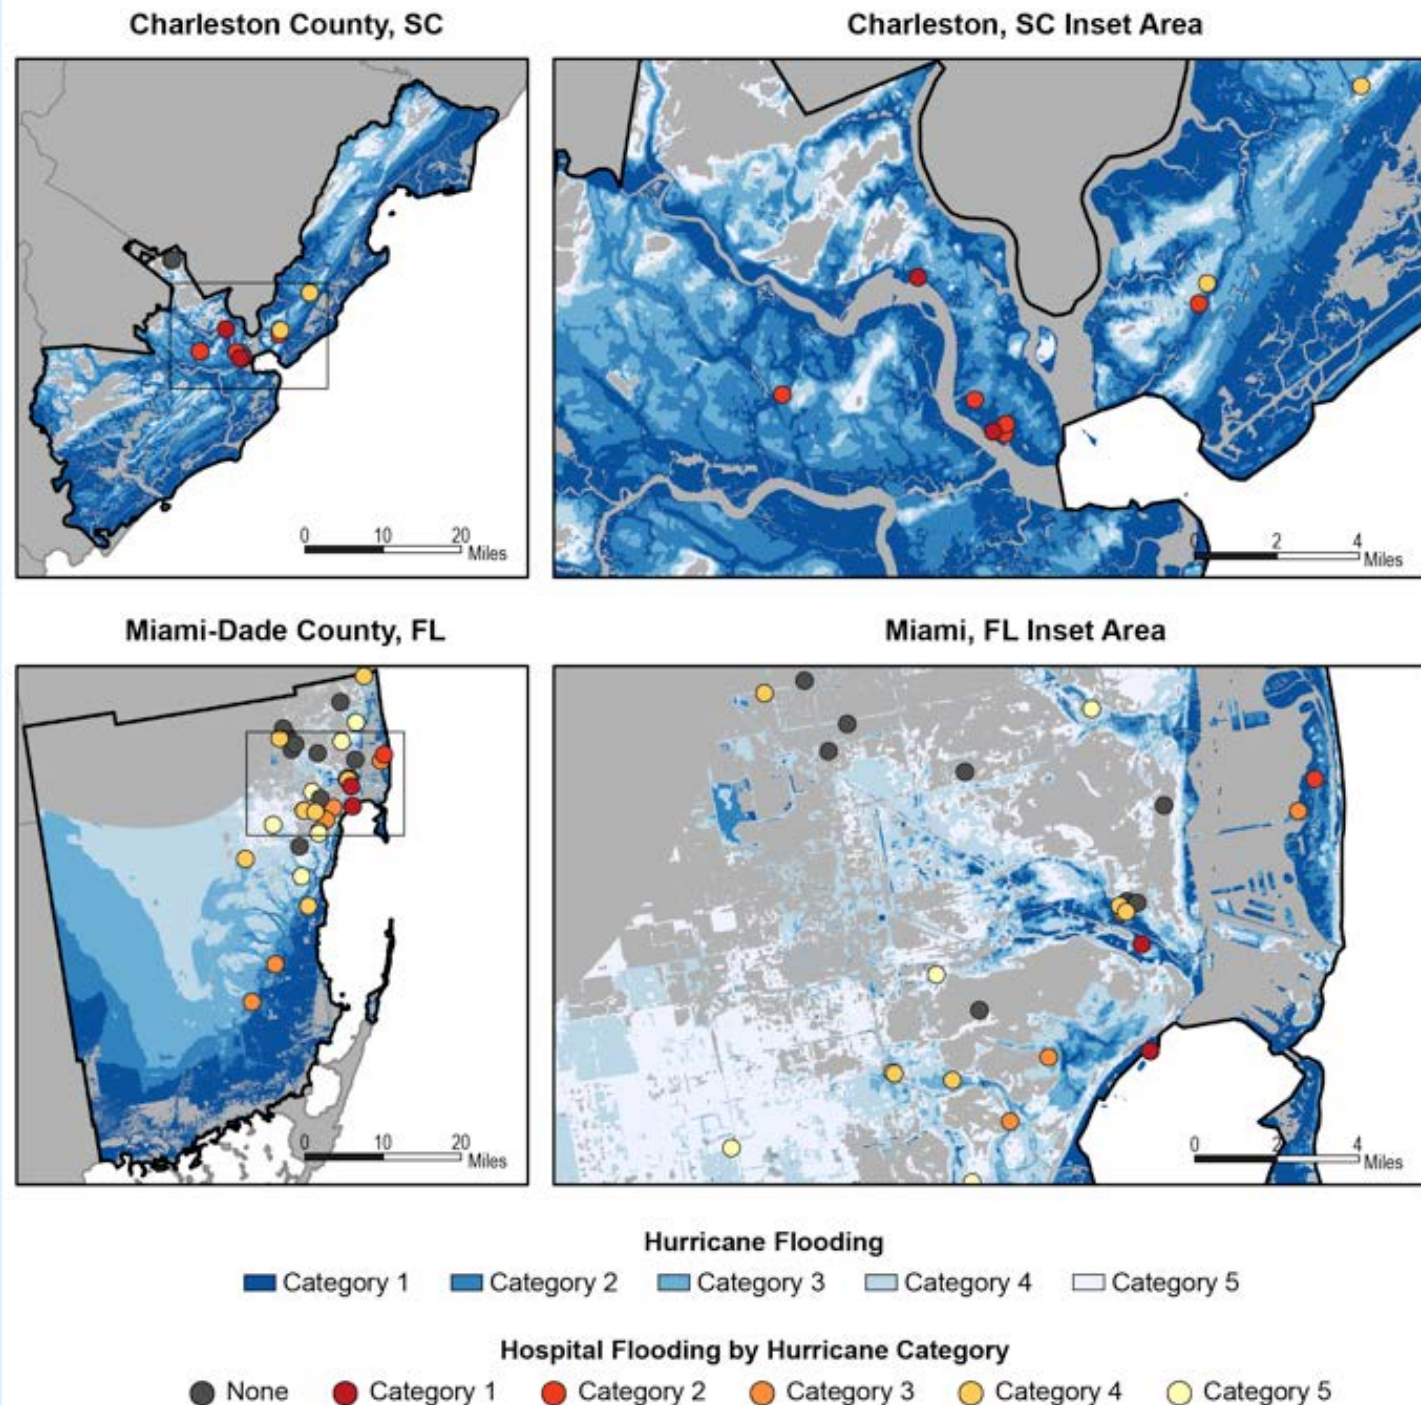 Charleston County, SC
Charleston, SC Inset Area
0 10 20
Miles
0 2 4
Miles
Miami-Dade County, FL
Miami, FL Inset Area
0 10 20
Miles
0 2 4
Miles
Hurricane Flooding
Category 1 Category 2 Category 3 Category 4 Category 5
Hospital Flooding by Hurricane Category
None Category 1 Category 2 Category 3 Category 4 Category 5